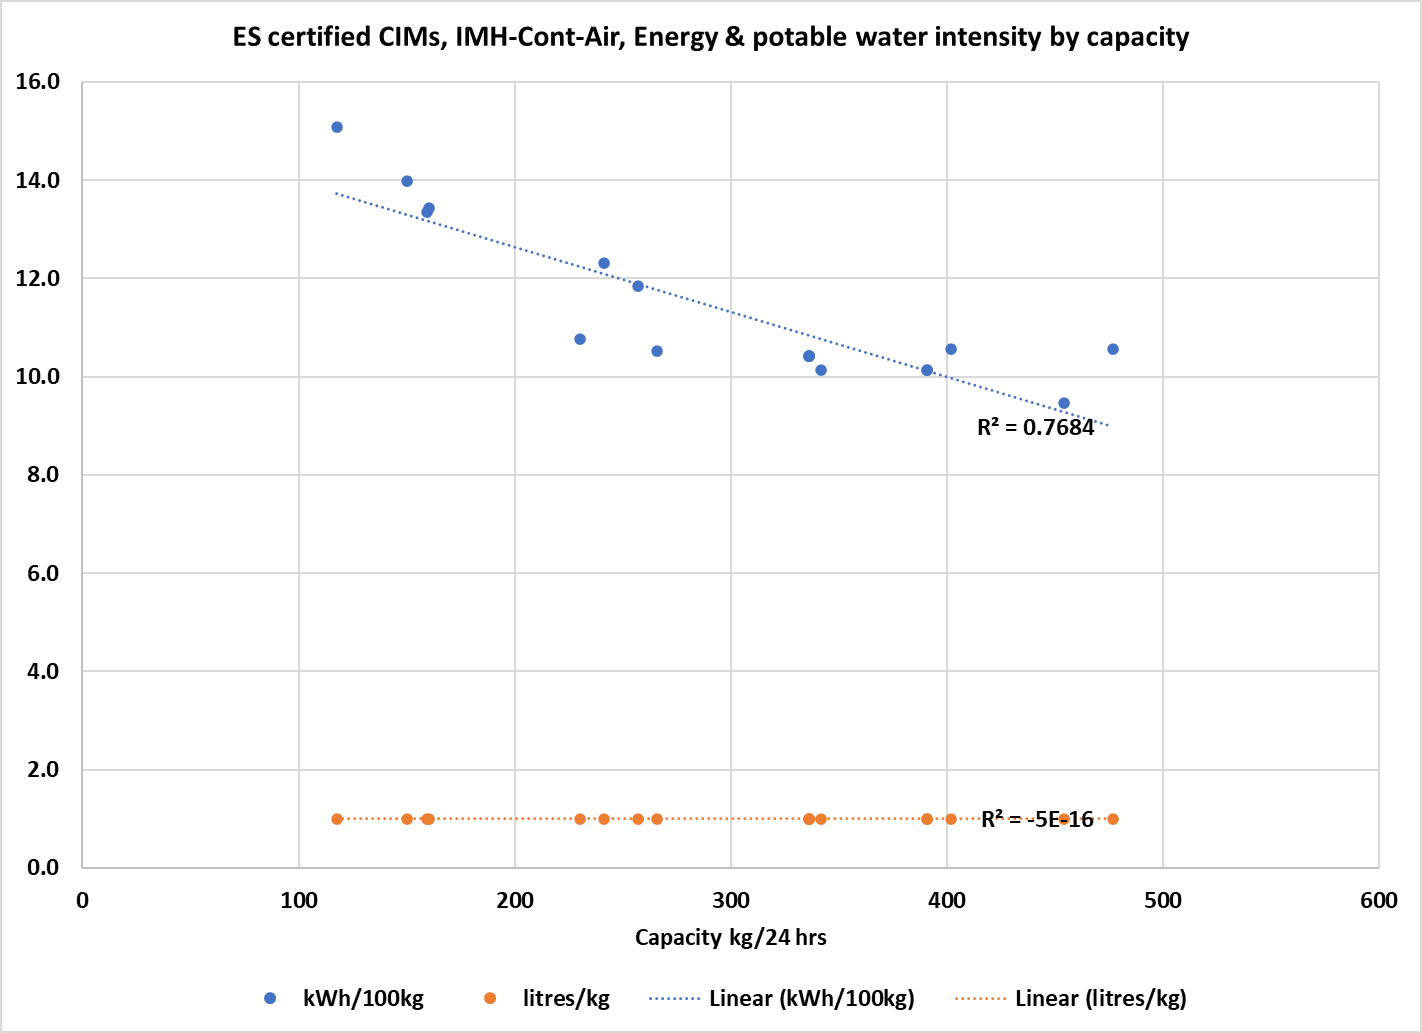 ES certified CIMs, IMH-Cont-Air, Energy & potable water intensity by capacity
16.0
14.0
12.0
10.0
8.0
6.0
4.0
2.0
0.0
R² = 0.7684
R² = -5E-16
0 100 200 300 400 500 600
Capacity kg/24 hrs
kWh/100kg litres/kg Linear (kWh/100kg) Linear (litres/kg)